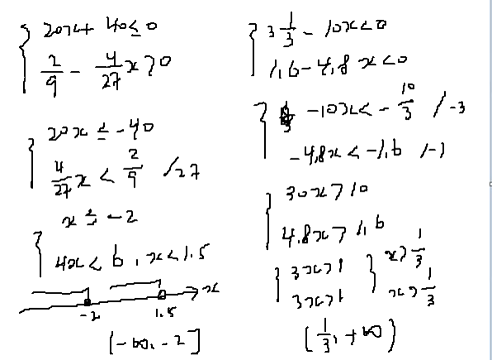 20x + 40 ≤ 0
2/9 - 4/27 x > 0
20x ≤ -40
4/27 x < 2/9 /27
x ≤ -2
4x < 6, x < 1.5
x
-2 1.5
(-∞, -2]
3 1/3 - 10x < 0
1,6 - 4,8x < 0
-10x < - 10/3 /-3
-4,8x < -1,6 /-1
30x > 10
4.8x > 1,6
3x > 1 x > 1/3
3x > 1 x > 1/3
(1/3, +∞)